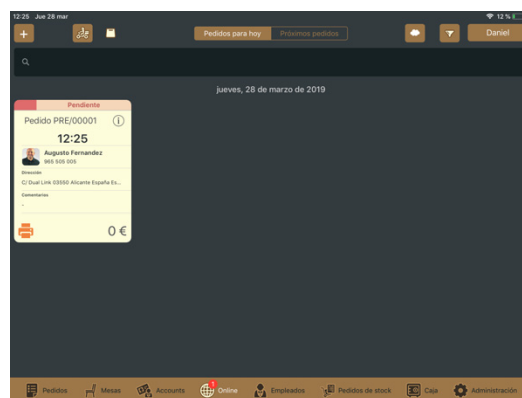 12:25 Jue 28 mar
12 %
Pedidos para hoy
Próximos pedidos
Daniel
jueves, 28 de marzo de 2019
Pendiente
Pedido PRE/00001
12:25
Augusto Fernandez
965 505 005
Dirección
C/ Dual Link 03550 Alicante España Es...
Comentarios
-
0 €
1
Pedidos
Mesas
Accounts
Online
Empleados
Pedidos de stock
Caja
Administración